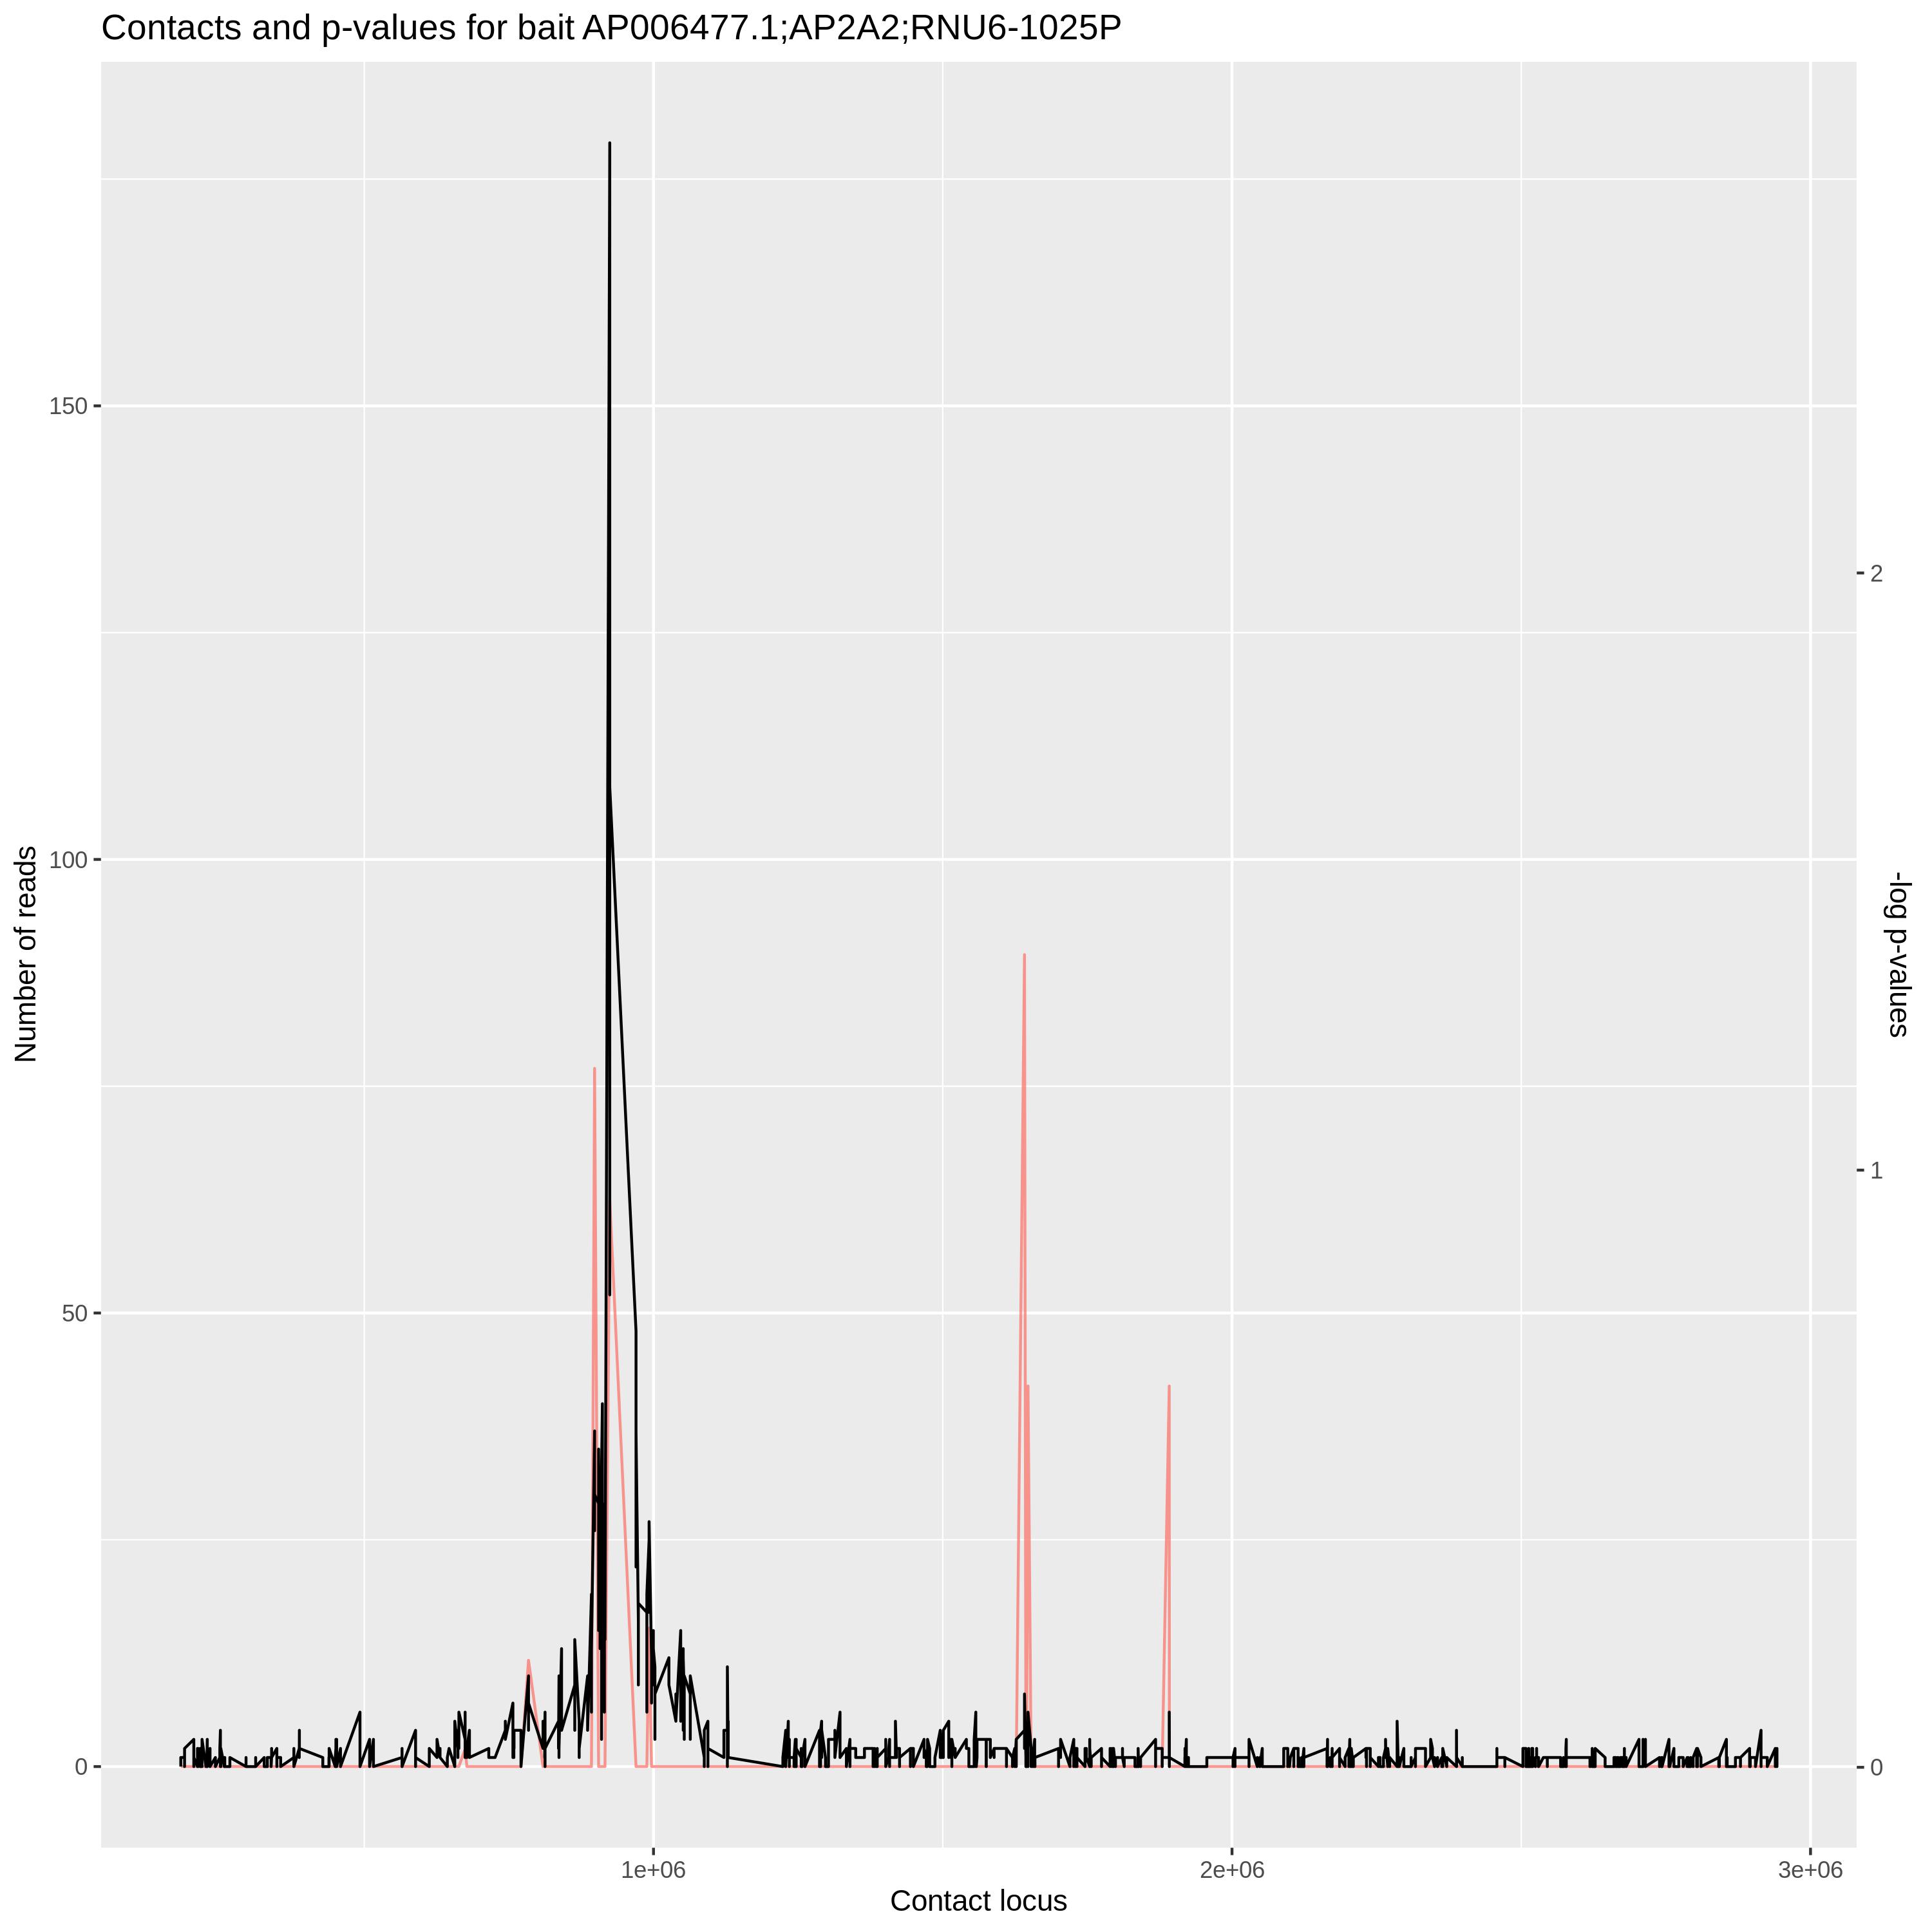 Contacts and p-values for bait AP006477.1;AP2A2;RNU6-1025P
150
100
50
0
Number of reads
2
1
0
-log p-values
1e+06
2e+06
3e+06
Contact locus